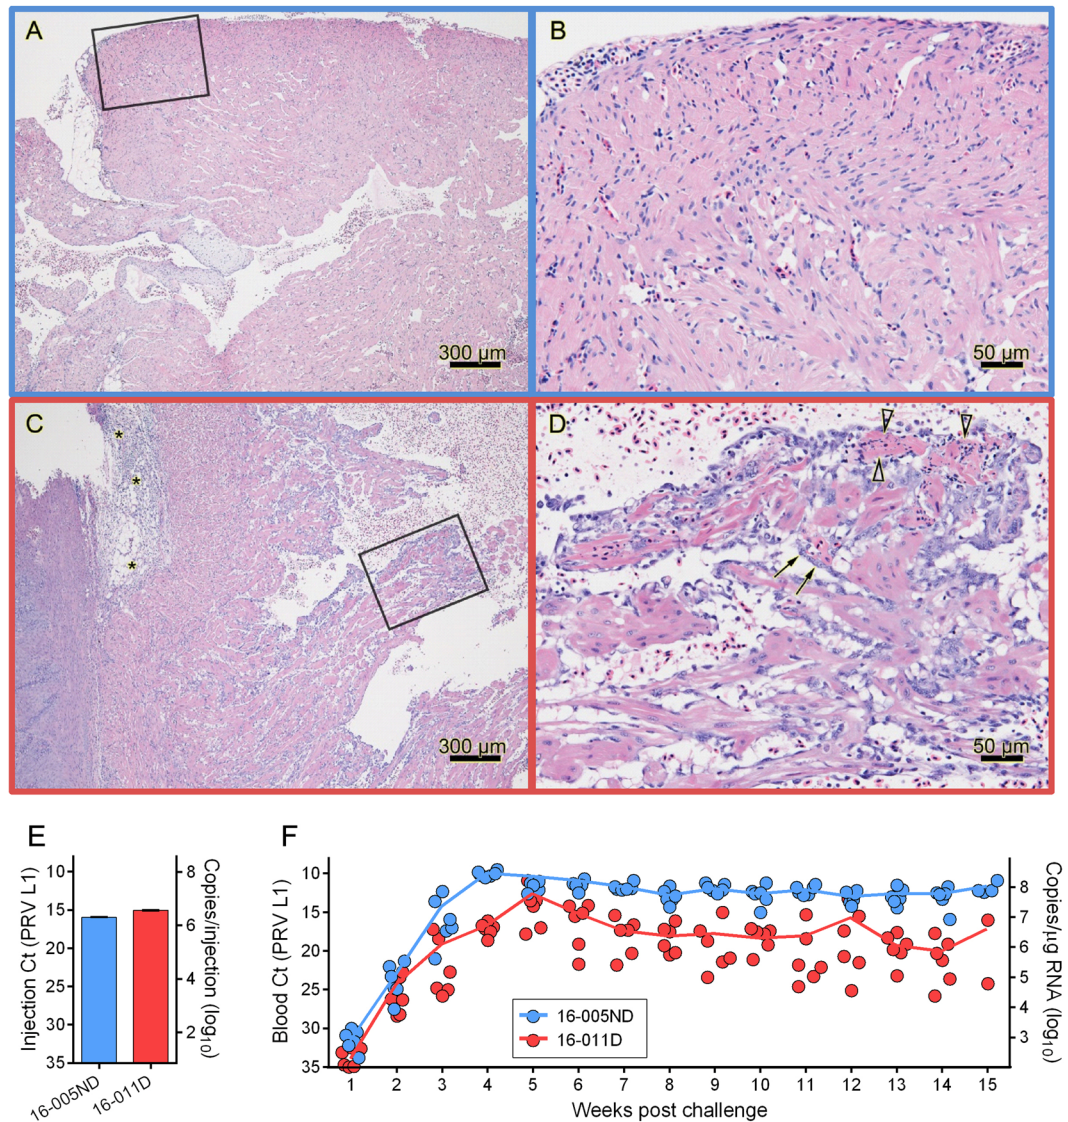 A
B
300 µm
50 µm
C
D
*
*
*
300 µm
50 µm
E
F
Injection Ct (PRV L1)
10
15
20
25
30
35
8
6
4
2
Copies/injection (log10)
16-005ND
16-011D
Blood Ct (PRV L1)
10
15
20
25
30
35
8
7
6
5
4
3
Copies/µg RNA (log10)
16-005ND
16-011D
1 2 3 4 5 6 7 8 9 10 11 12 13 14 15
Weeks post challenge